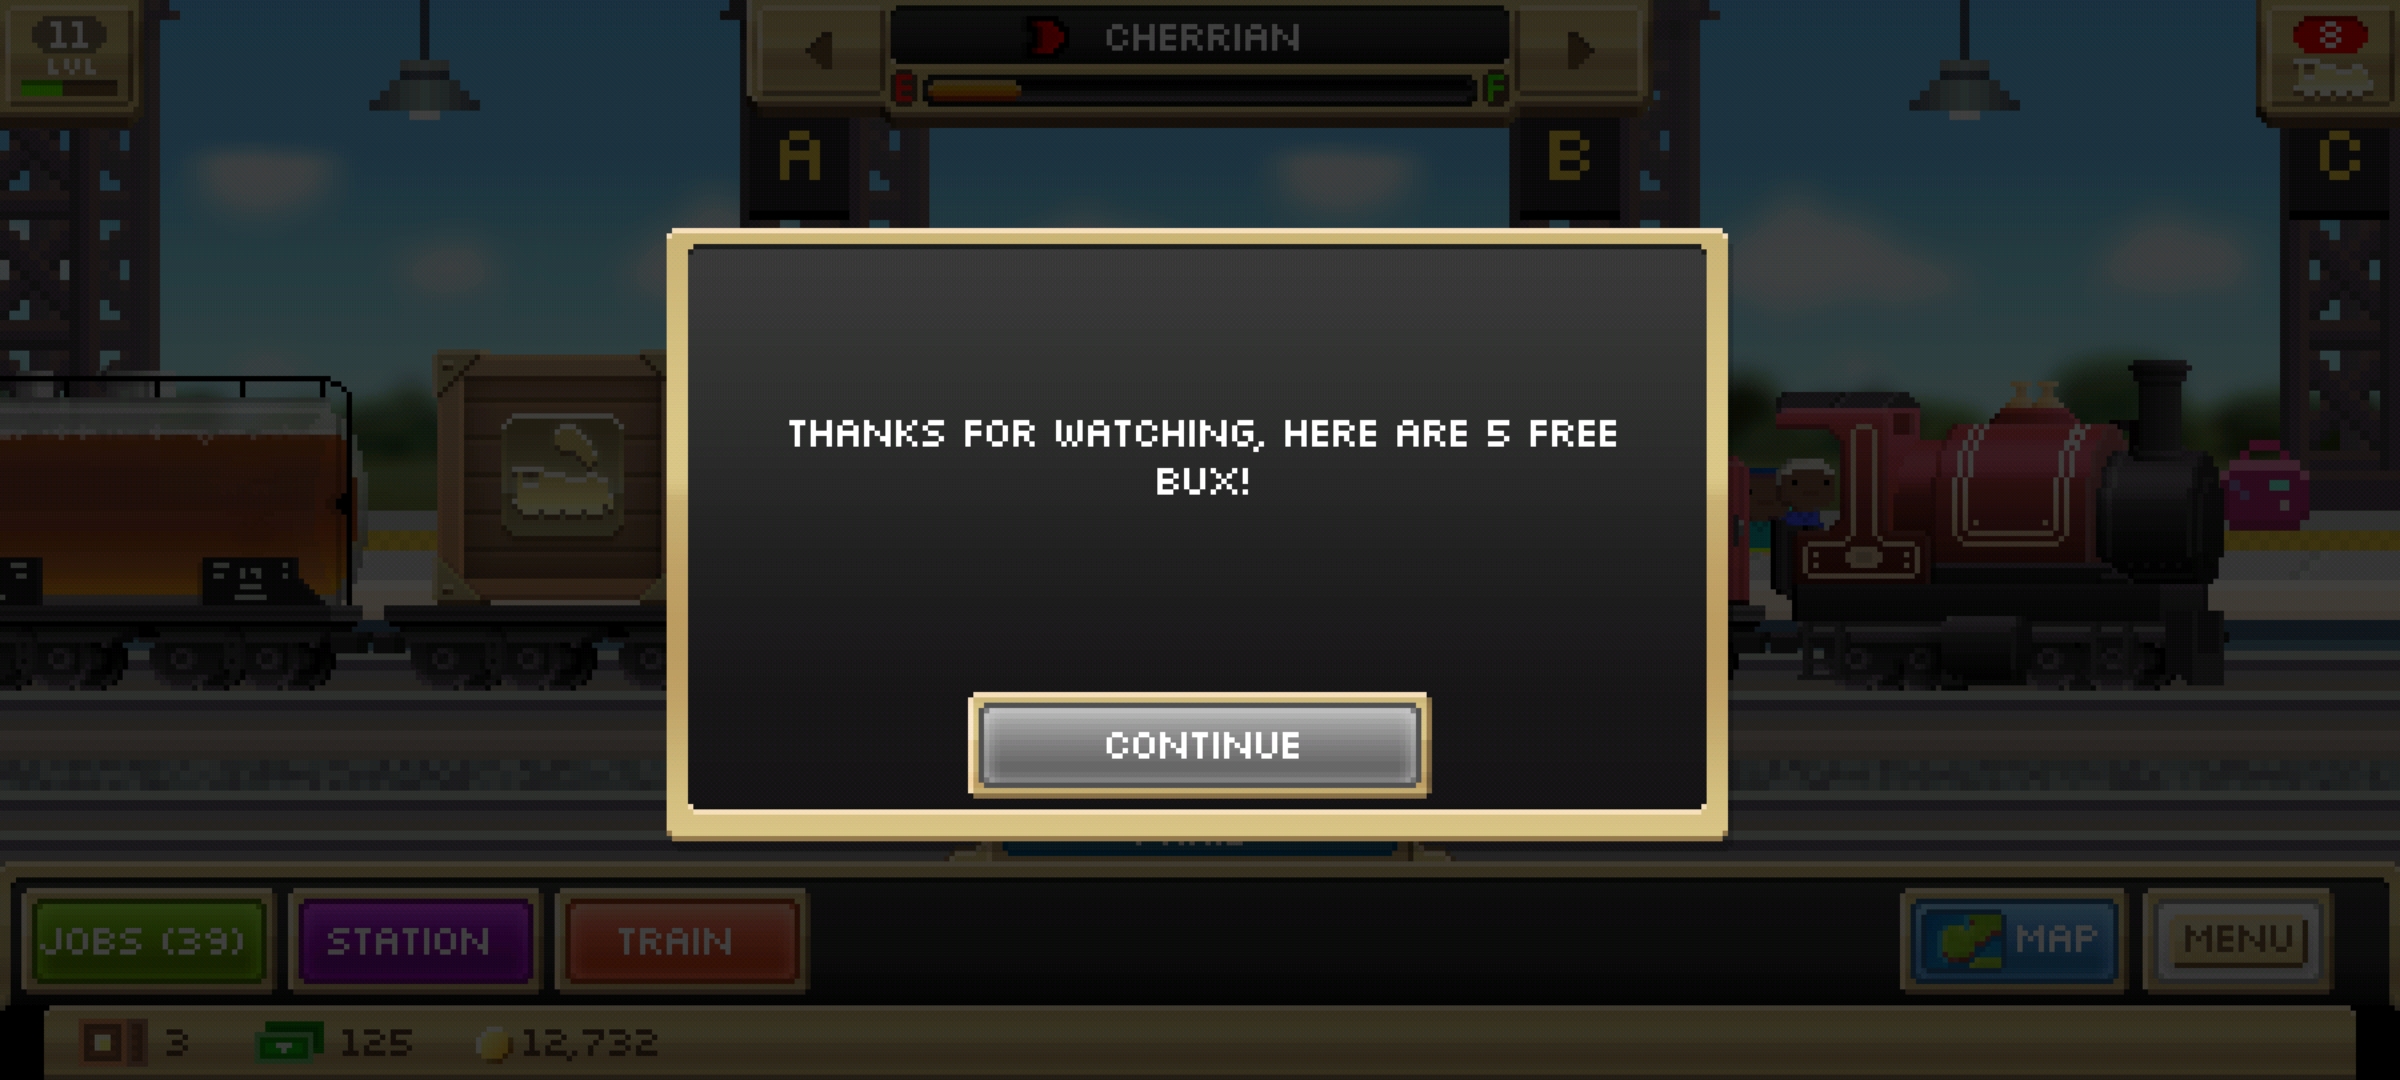 11
LVL
CHERRIAN
8
E
F
A
B
C
THANKS FOR WATCHING, HERE ARE 5 FREE
BUX!
19
CONTINUE
JOBS (39)
STATION
TRAIN
MAP
MENU
3
125
12,732